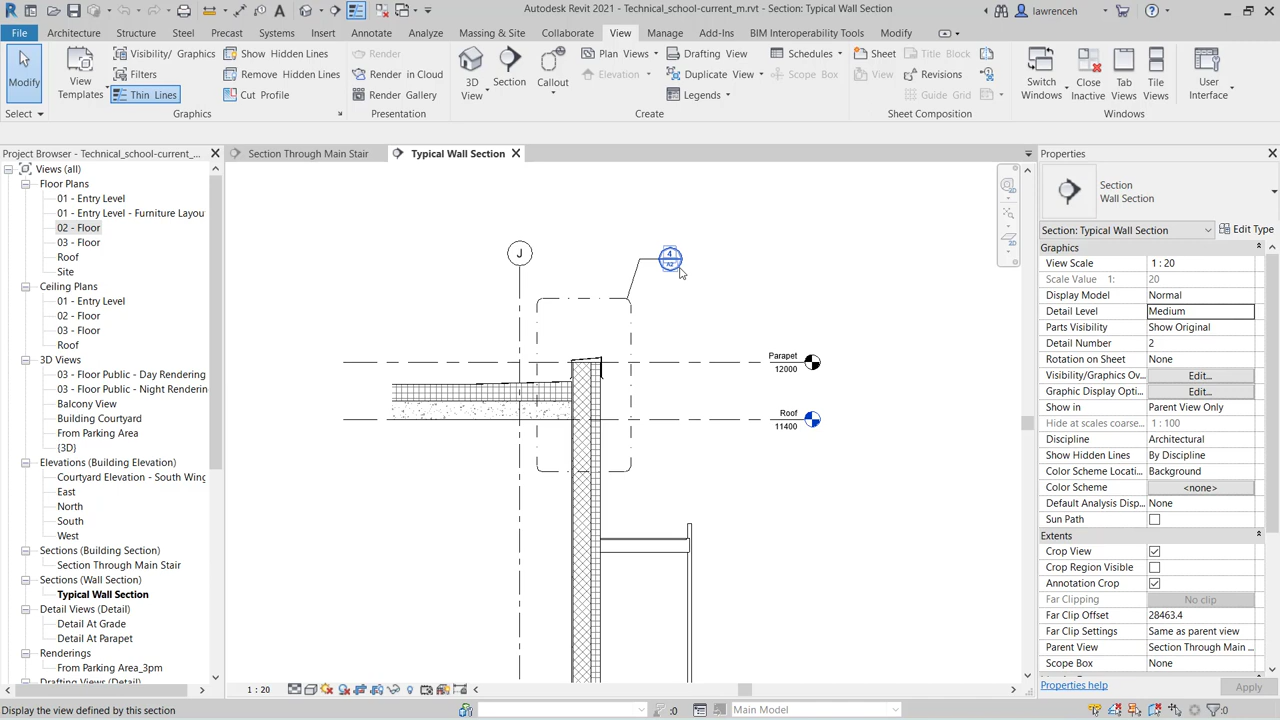 Autodesk Revit 2021 - Technical_school-current_m.rvt - Section: Typical Wall Section
lawrenceh
File Architecture Structure Steel Precast Systems Insert Annotate Analyze Massing & Site Collaborate View Manage Add-Ins BIM Interoperability Tools Modify
Modify
View
Templates
Visibility/ Graphics
Filters
Thin Lines
Show Hidden Lines
Remove Hidden Lines
Cut Profile
Render
Render in Cloud
Render Gallery
3D
View
Section
Callout
Plan Views
Elevation
Drafting View
Duplicate View
Legends
Schedules
Scope Box
Sheet
View
Title Block
Revisions
Guide Grid
Switch
Windows
Close
Inactive
Tab
Views
Tile
Views
User
Interface
Select
Graphics
Presentation
Create
Sheet Composition
Windows
Project Browser - Technical_school-current_...
Views (all)
Floor Plans
01 - Entry Level
01 - Entry Level - Furniture Layou
02 - Floor
03 - Floor
Roof
Site
Ceiling Plans
01 - Entry Level
02 - Floor
03 - Floor
Roof
3D Views
03 - Floor Public - Day Rendering
03 - Floor Public - Night Renderin
Balcony View
Building Courtyard
From Parking Area
{3D}
Elevations (Building Elevation)
Courtyard Elevation - South Wing
East
North
South
West
Sections (Building Section)
Section Through Main Stair
Sections (Wall Section)
Typical Wall Section
Detail Views (Detail)
Detail At Grade
Detail At Parapet
Renderings
From Parking Area_3pm
Section Through Main Stair
Typical Wall Section
J
4
Parapet
12000
Roof
11400
1 : 20
Properties
Section
Wall Section
Section: Typical Wall Section
Edit Type
Graphics
View Scale 1 : 20
Scale Value 1: 20
Display Model Normal
Detail Level Medium
Parts Visibility Show Original
Detail Number 2
Rotation on Sheet None
Visibility/Graphics Ov... Edit...
Graphic Display Opti... Edit...
Show in Parent View Only
Hide at scales coarse... 1 : 100
Discipline Architectural
Show Hidden Lines By Discipline
Color Scheme Locati... Background
Color Scheme <none>
Default Analysis Disp... None
Sun Path
Extents
Crop View
Crop Region Visible
Annotation Crop
Far Clipping No clip
Far Clip Offset 28463.4
Far Clip Settings Same as parent view
Parent View Section Through Main ...
Scope Box None
Properties help
Apply
Display the view defined by this section
:0
Main Model
:0